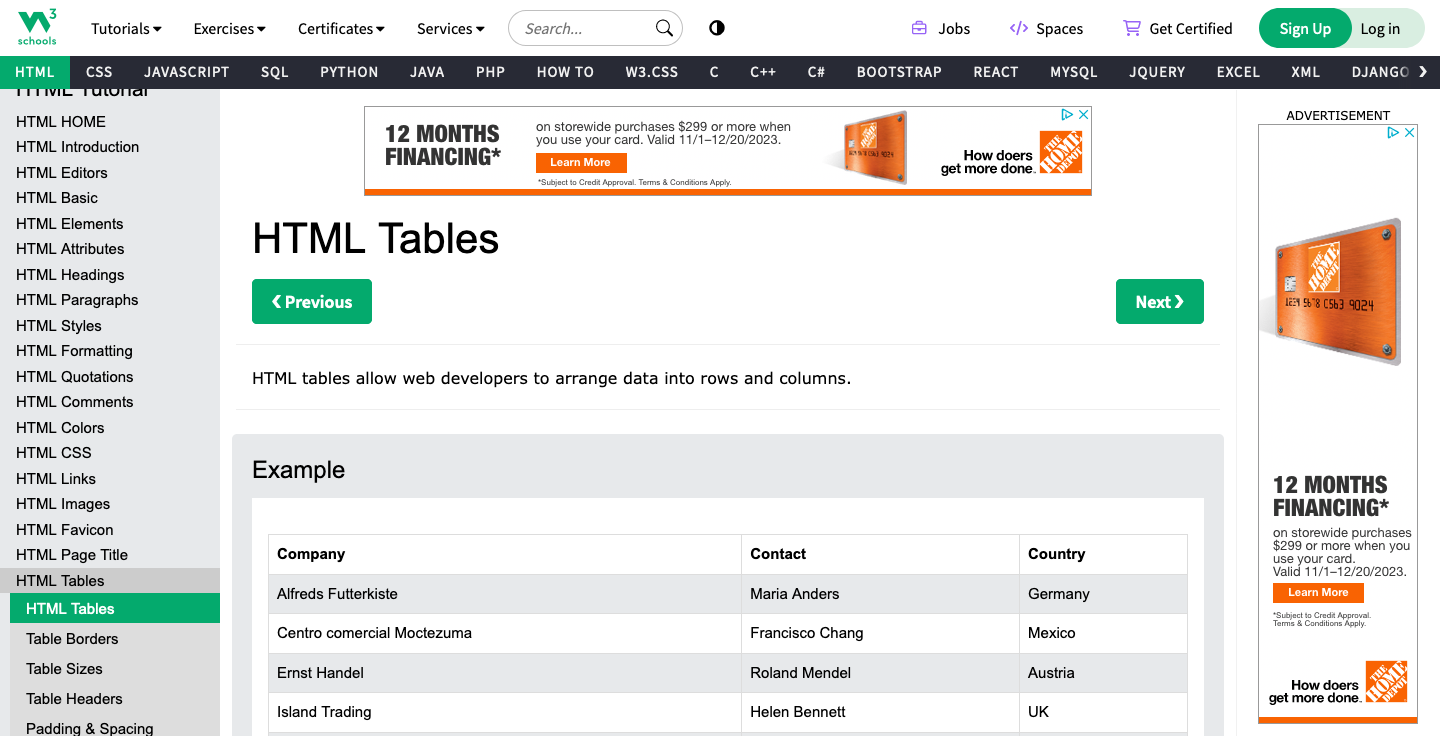 W3
schools
Tutorials
Exercises
Certificates
Services
Search...
Jobs
Spaces
Get Certified
Sign Up
Log in
HTML
CSS
JAVASCRIPT
SQL
PYTHON
JAVA
PHP
HOW TO
W3.CSS
C
C++
C#
BOOTSTRAP
REACT
MYSQL
JQUERY
EXCEL
XML
DJANGO
❯
HTML Tutorial
HTML HOME
HTML Introduction
HTML Editors
HTML Basic
HTML Elements
HTML Attributes
HTML Headings
HTML Paragraphs
HTML Styles
HTML Formatting
HTML Quotations
HTML Comments
HTML Colors
HTML CSS
HTML Links
HTML Images
HTML Favicon
HTML Page Title
HTML Tables
HTML Tables
Table Borders
Table Sizes
Table Headers
Padding & Spacing
12 MONTHS
FINANCING*
on storewide purchases $299 or more when
you use your card. Valid 11/1–12/20/2023.
Learn More
*Subject to Credit Approval. Terms & Conditions Apply.
How doers
get more done.
THE HOME DEPOT
HTML Tables
❮ Previous
Next ❯
HTML tables allow web developers to arrange data into rows and columns.
Example
Company Contact Country
Alfreds Futterkiste Maria Anders Germany
Centro comercial Moctezuma Francisco Chang Mexico
Ernst Handel Roland Mendel Austria
Island Trading Helen Bennett UK
ADVERTISEMENT
THE HOME DEPOT
1234 5678 C563 9024
12 MONTHS
FINANCING*
on storewide purchases
$299 or more when you
use your card.
Valid 11/1–12/20/2023.
Learn More
*Subject to Credit Approval.
Terms & Conditions Apply.
How doers
get more done.
THE HOME DEPOT